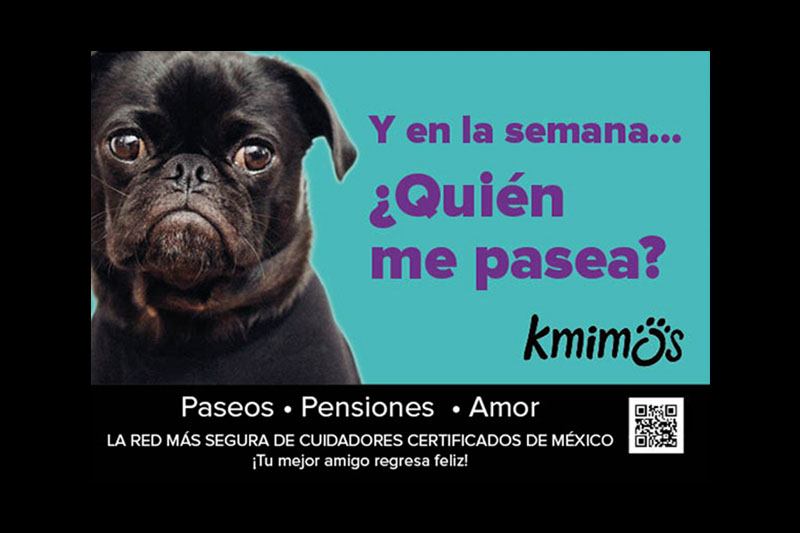 Y en la semana...
¿Quién
me pasea?
kmimos
Paseos • Pensiones • Amor
LA RED MÁS SEGURA DE CUIDADORES CERTIFICADOS DE MÉXICO
¡Tu mejor amigo regresa feliz!